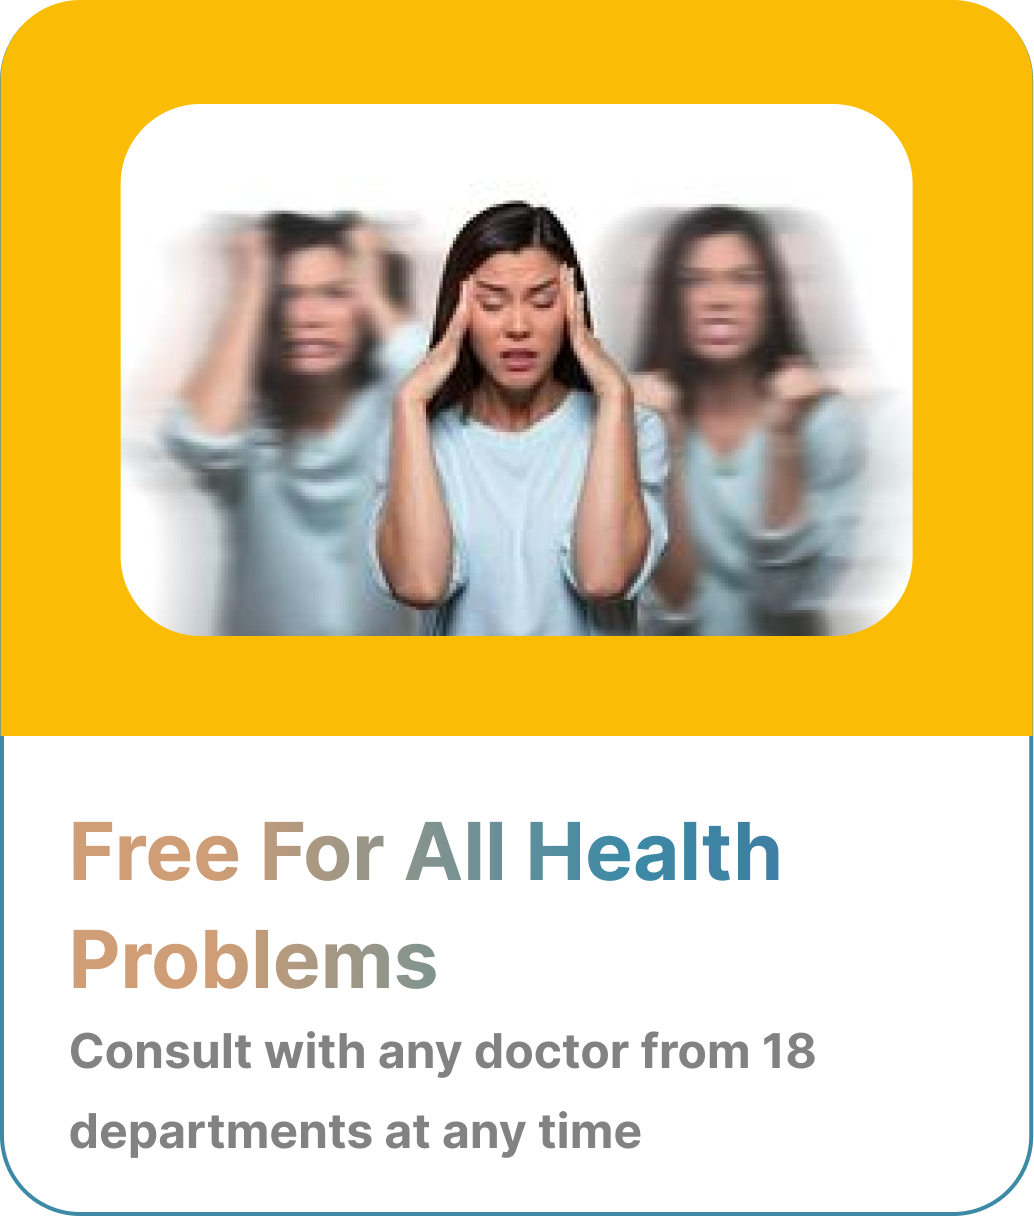 Free For All Health
Problems
Consult with any doctor from 18
departments at any time